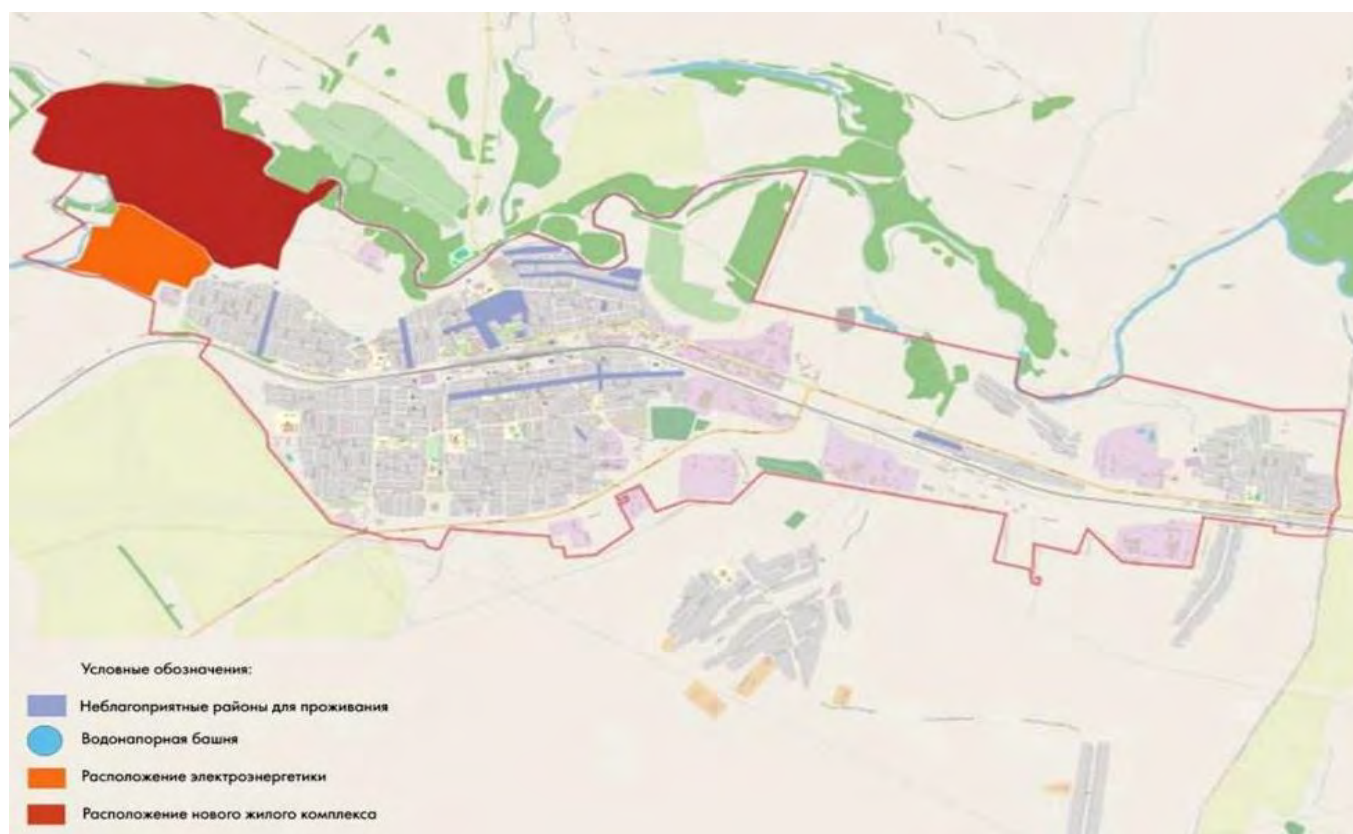 Условные обозначения:
Неблагоприятные районы для проживания
Водонапорная башня
Расположение электроэнергетики
Расположение нового жилого комплекса